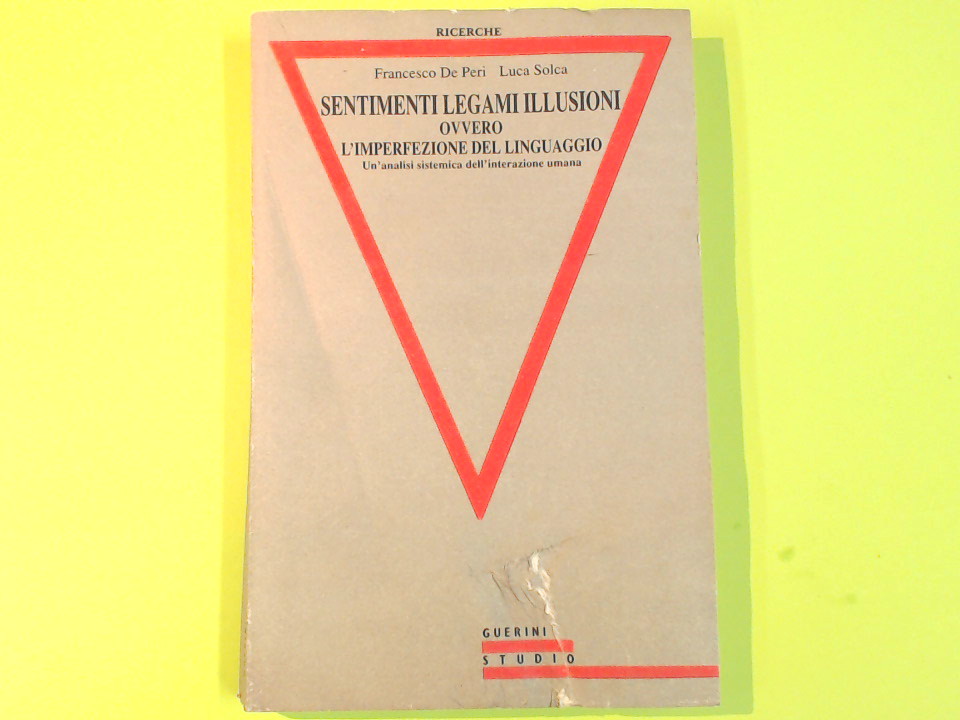 RICERCHE
Francesco De Peri Luca Solca
SENTIMENTI LEGAMI ILLUSIONI
OVVERO
L'IMPERFEZIONE DEL LINGUAGGIO
Un'analisi sistemica dell'interazione umana
GUERINI
STUDIO